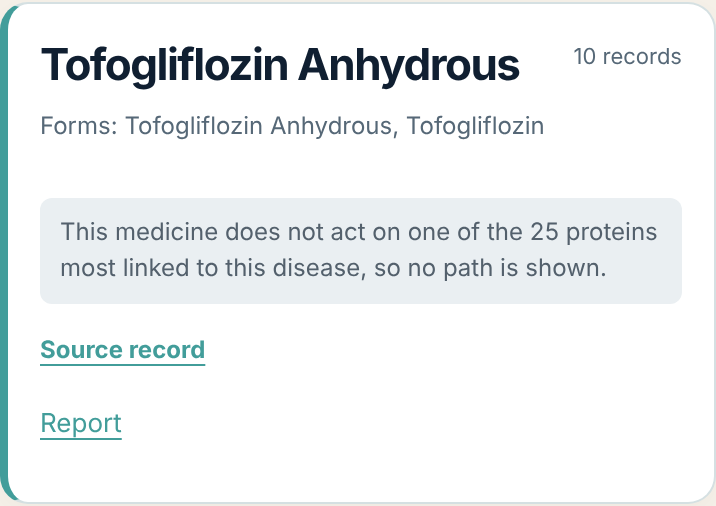 Tofogliflozin Anhydrous
10 records
Forms: Tofogliflozin Anhydrous, Tofogliflozin
This medicine does not act on one of the 25 proteins
most linked to this disease, so no path is shown.
Source record
Report